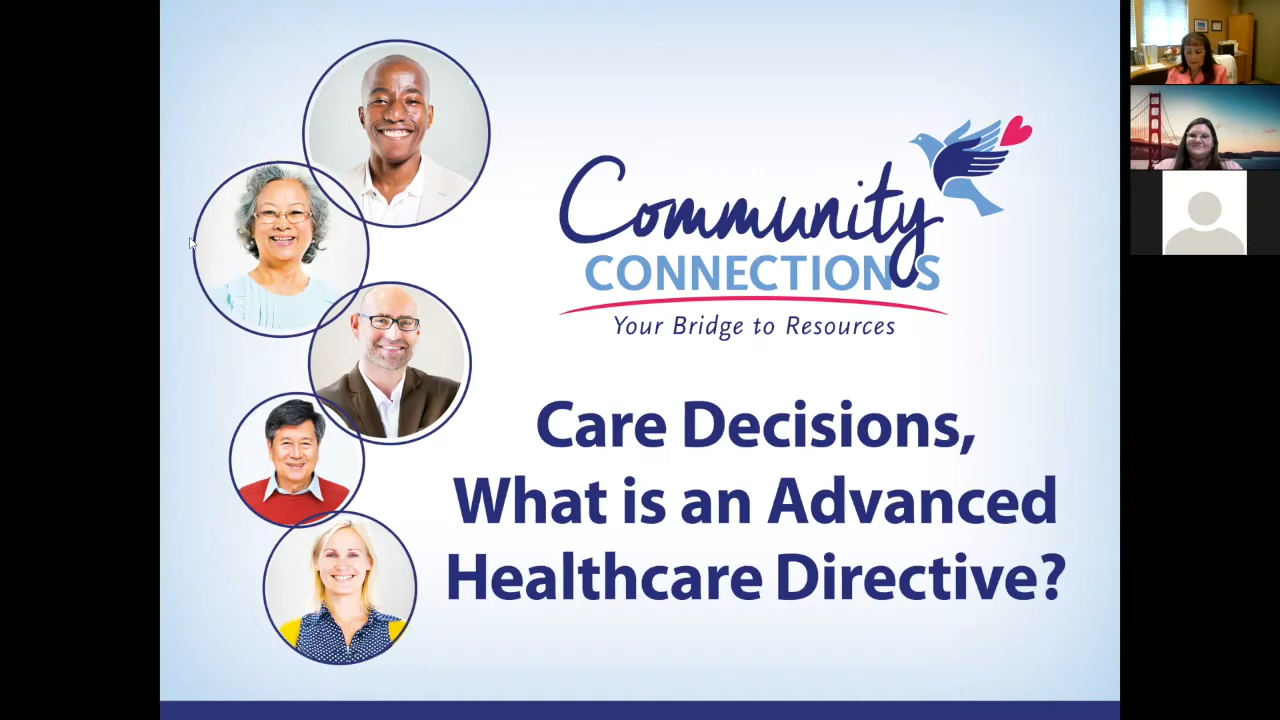 Community
CONNECTIONS
Your Bridge to Resources
Care Decisions,
What is an Advanced
Healthcare Directive?